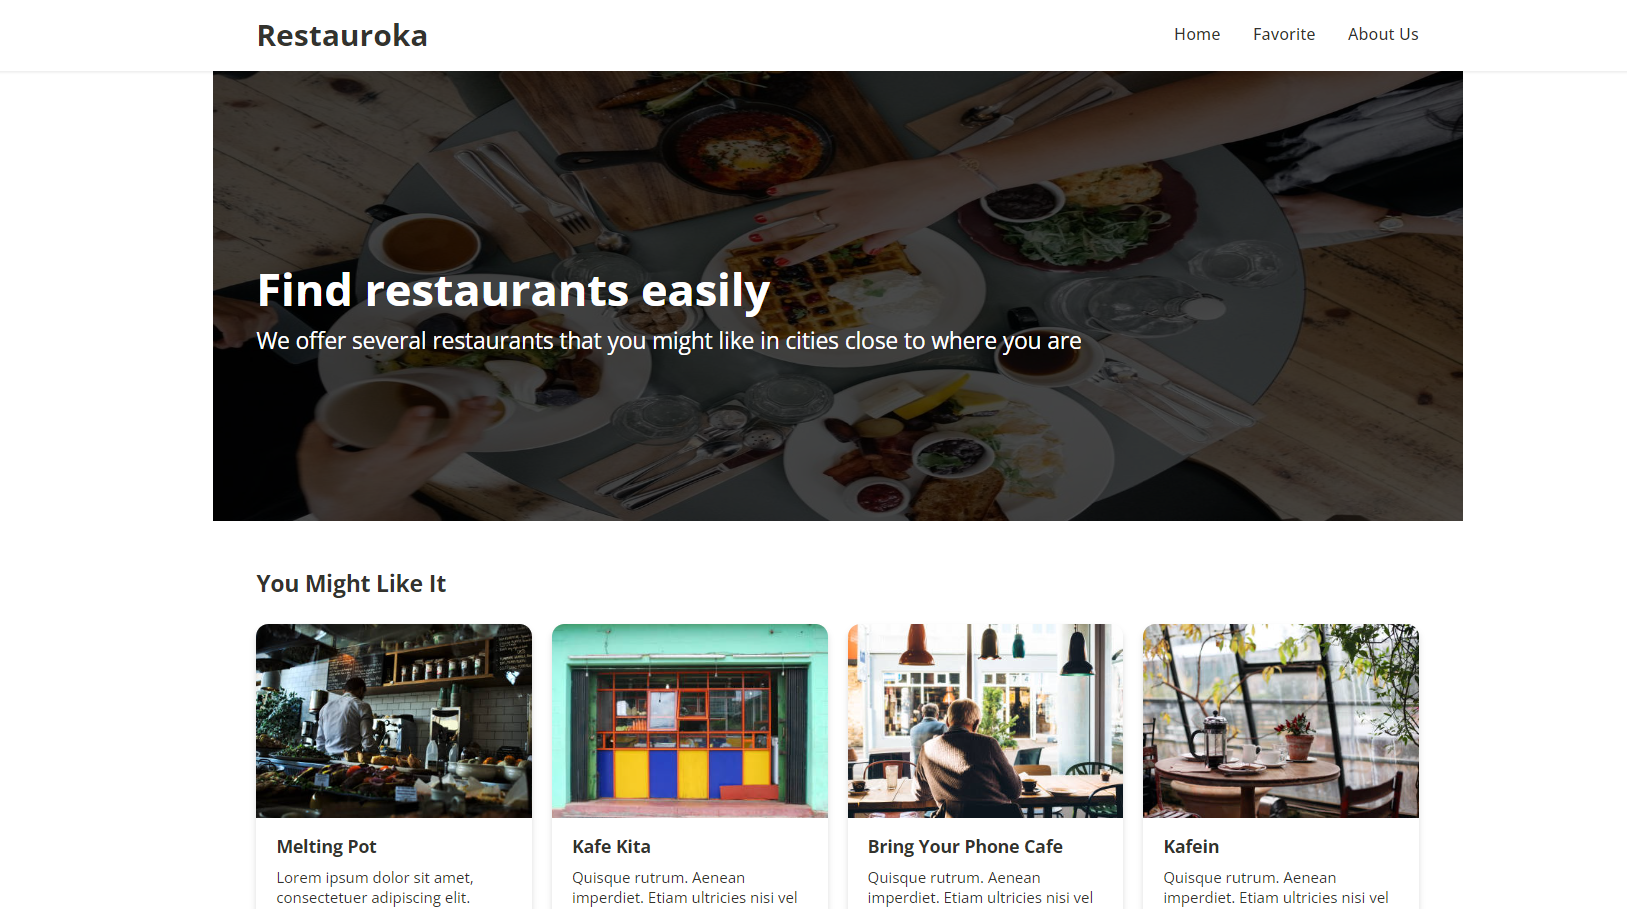 Restauroka
Home Favorite About Us
Find restaurants easily
We offer several restaurants that you might like in cities close to where you are
You Might Like It
Melting Pot
Lorem ipsum dolor sit amet,
consectetuer adipiscing elit.
Kafe Kita
Quisque rutrum. Aenean
imperdiet. Etiam ultricies nisi vel
Bring Your Phone Cafe
Quisque rutrum. Aenean
imperdiet. Etiam ultricies nisi vel
Kafein
Quisque rutrum. Aenean
imperdiet. Etiam ultricies nisi vel